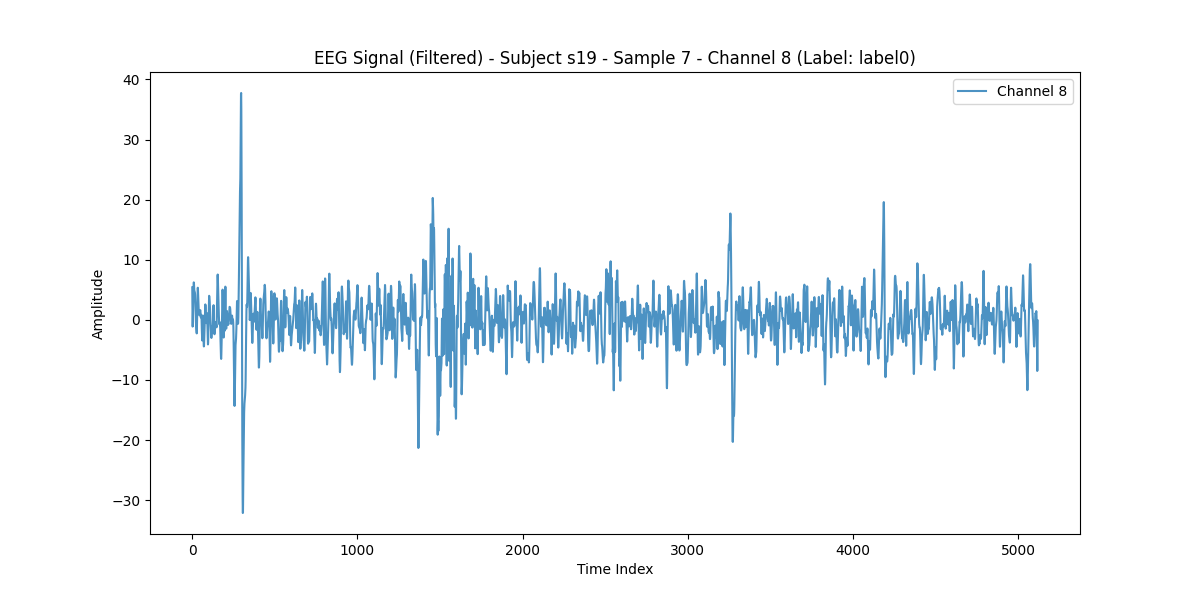 EEG Signal (Filtered) - Subject s19 - Sample 7 - Channel 8 (Label: label0)
Channel 8
Amplitude
40
30
20
10
0
−10
−20
−30
0 1000 2000 3000 4000 5000
Time Index